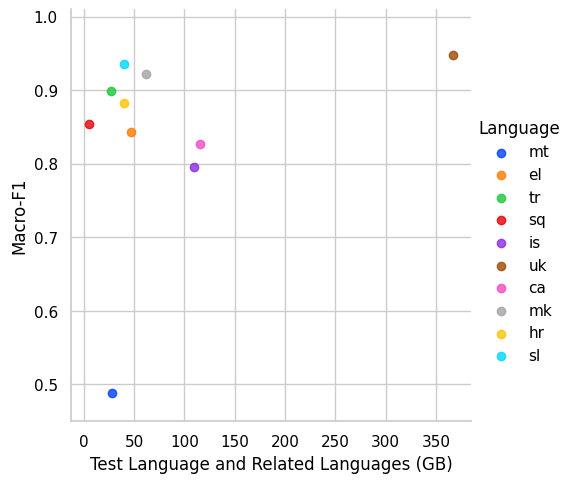 1.0
0.9
0.8
0.7
0.6
0.5
Macro-F1
0 50 100 150 200 250 300 350
Test Language and Related Languages (GB)
Language
mt
el
tr
sq
is
uk
ca
mk
hr
sl